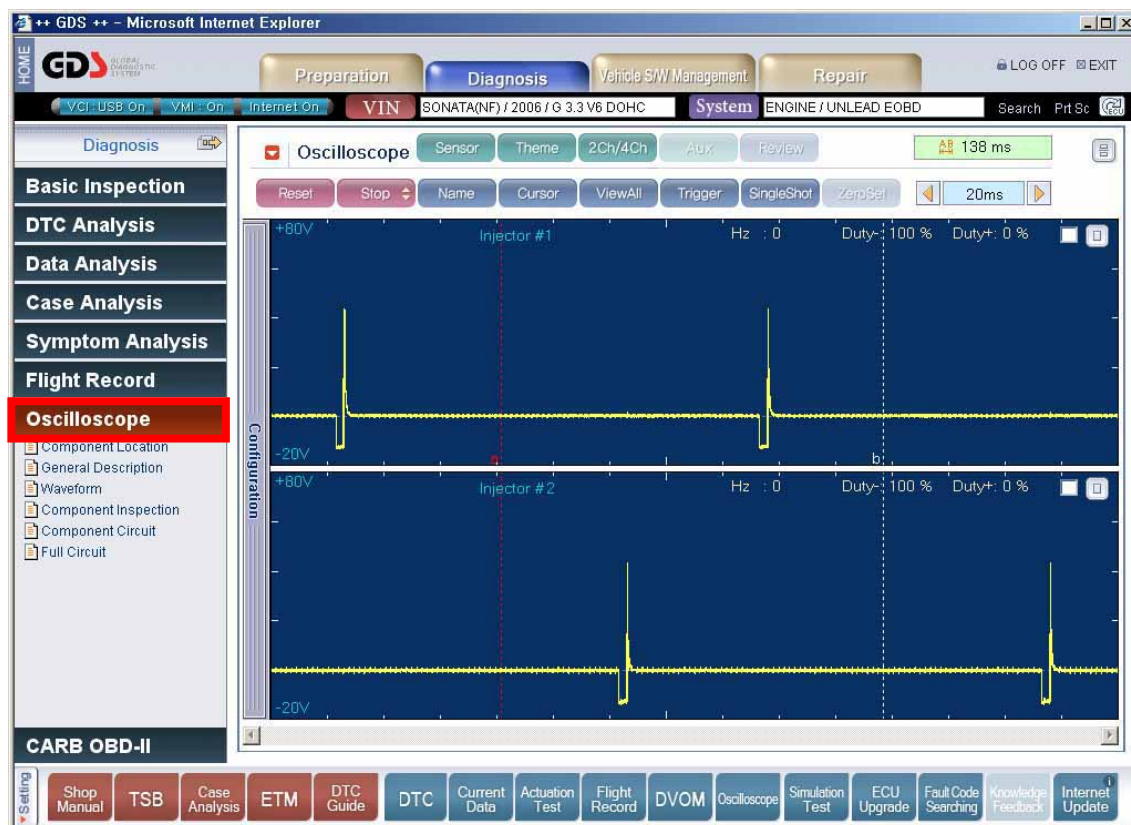 ++ GDS ++ - Microsoft Internet Explorer
HOME
GDS GLOBAL DIAGNOSTIC SYSTEM
Preparation Diagnosis Vehicle S/W Management Repair
LOG OFF EXIT
VCI : USB On VMI : On Internet On VIN SONATA(NF) / 2006 / G 3.3 V6 DOHC System ENGINE / UNLEAD EOBD Search Prt Sc
Diagnosis
Basic Inspection
DTC Analysis
Data Analysis
Case Analysis
Symptom Analysis
Flight Record
Oscilloscope
Component Location
General Description
Waveform
Component Inspection
Component Circuit
Full Circuit
CARB OBD-II
Oscilloscope Sensor Theme 2Ch/4Ch Aux Review AB 138 ms
Reset Stop Name Cursor ViewAll Trigger SingleShot ZeroSet 20ms
Configuration
+80V Injector #1 Hz : 0 Duty-: 100 % Duty+: 0 %
-20V a b
+80V Injector #2 Hz : 0 Duty-: 100 % Duty+: 0 %
-20V
Setting
Shop Manual
TSB
Case Analysis
ETM
DTC Guide
DTC
Current Data
Actuation Test
Flight Record
DVOM
Oscilloscope
Simulation Test
ECU Upgrade
Fault Code Searching
Knowledge Feedback
Internet Update